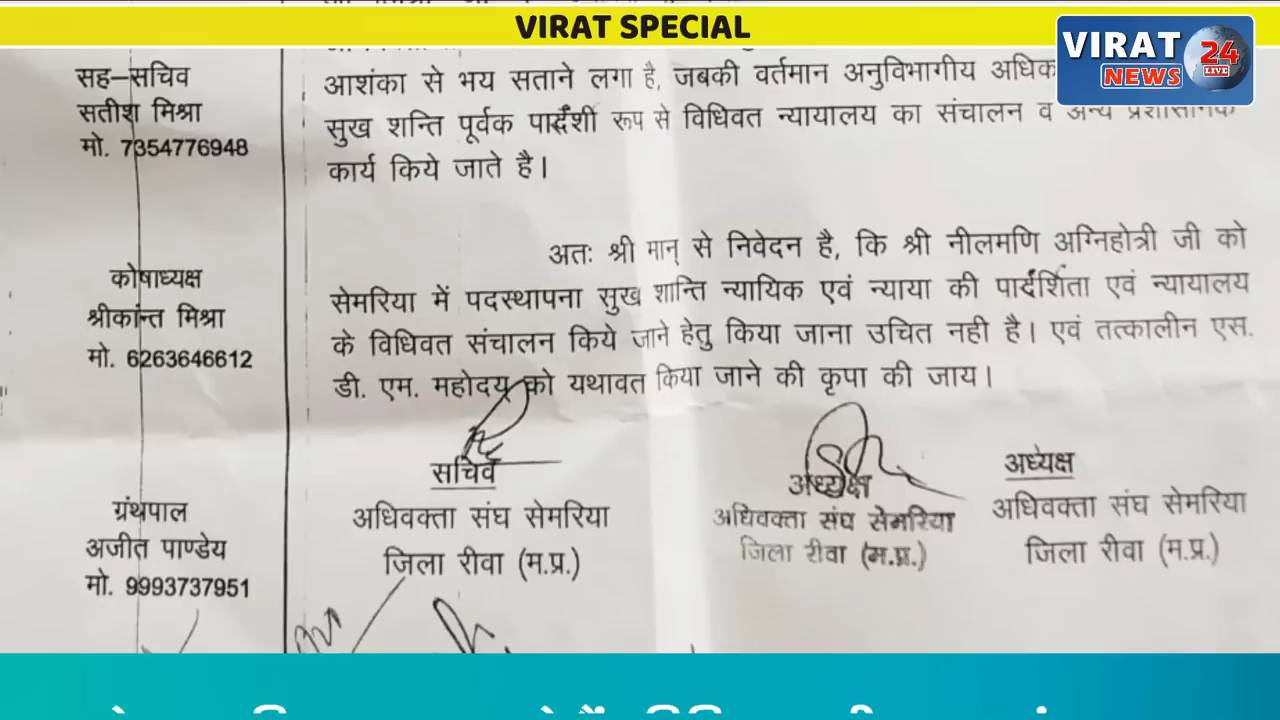 VIRAT SPECIAL
VIRAT
NEWS
24
LIVE
सह–सचिव
सतीश मिश्रा
मो. 7354776948
कोषाध्यक्ष
श्रीकांन्त मिश्रा
मो. 6263646612
ग्रंथपाल
अजीत पाण्डेय
मो. 9993737951
आशंका से भय सताने लगा है, जबकी वर्तमान अनुविभागीय
सुख शन्ति पूर्वक पार्दंशी रूप से विधिवत न्यायालय का संचालन व अन्य
कार्य किये जाते है।
अतः श्री मान् से निवेदन है, कि श्री नीलमणि अग्निहोत्री जी को
सेमरिया में पदस्थापना सुख शान्ति न्यायिक एवं न्याया की पार्दंर्शिता एवं न्यायालय
के विधिवत संचालन किये जाने हेतु किया जाना उचित नही है। एवं तत्कालीन एस.
डी. एम. महोदय को यथावत किया जाने की कृपा की जाय।
सचिव
अधिवक्ता संघ सेमरिया
जिला रीवा (म.प्र.)
अध्यक्ष
अधिवक्ता संघ सेमरिया
जिला रीवा (म.प्र.)
अध्यक्ष
अधिवक्ता संघ सेमरिया
जिला रीवा (म.प्र.)